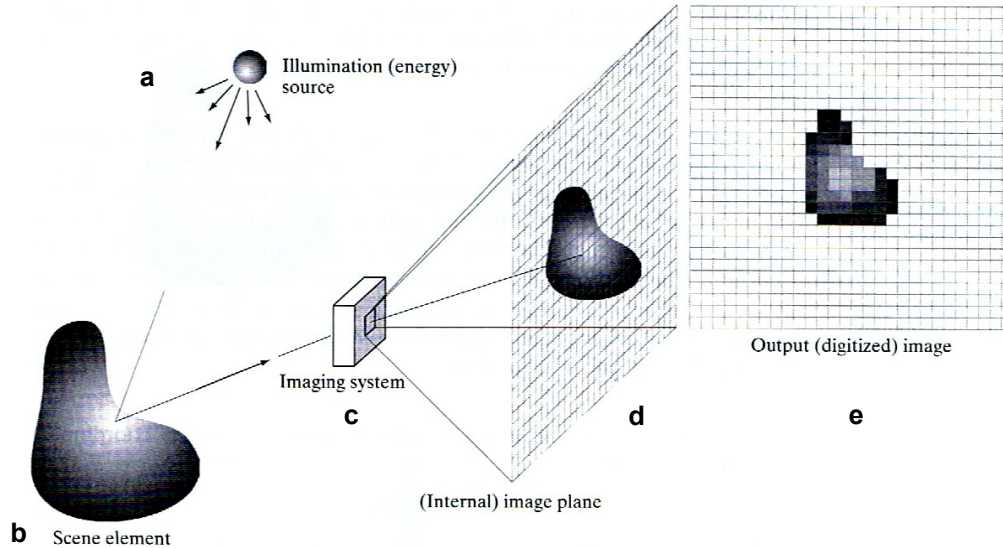 a
Illumination (energy)
source
Imaging system
c
d
Output (digitized) image
e
(Internal) image plane
b
Scene element